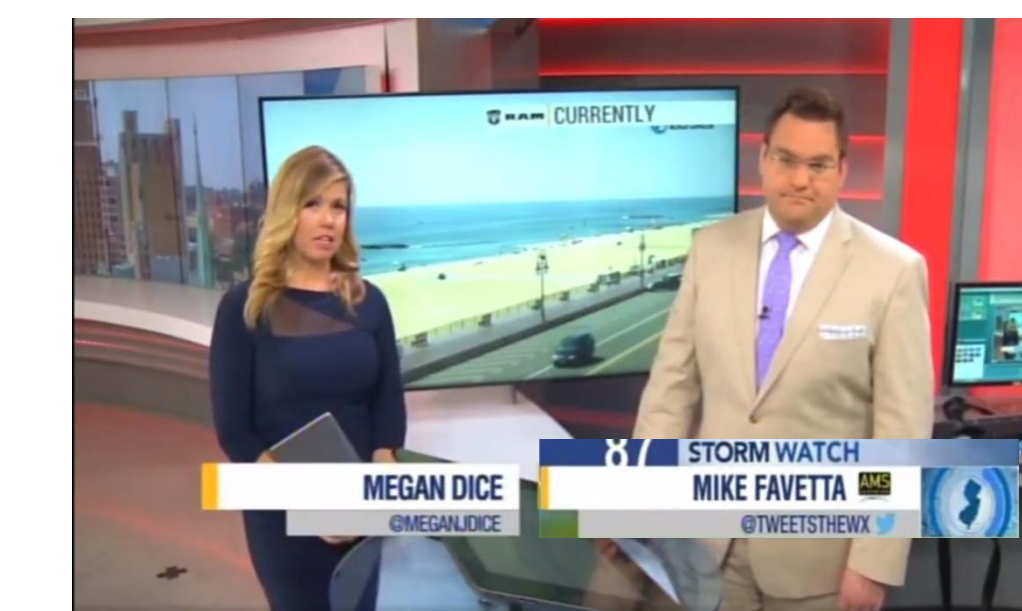 RAM CURRENTLY
MEGAN DICE
@MEGANJDICE
87 STORM WATCH
MIKE FAVETTA AMS
@TWEETSTHEWX